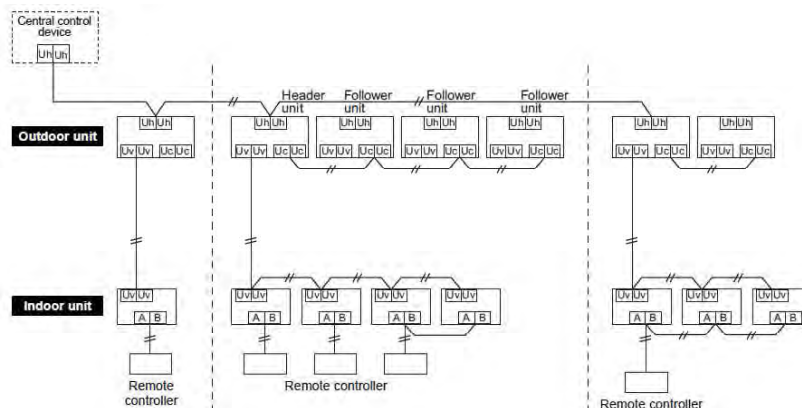 Central control
device
Uh Uh
Header
unit
Follower
unit
Follower
unit
Follower
unit
Outdoor unit
Uh Uh
Uv Uv Uc Uc
Uh Uh
Uv Uv Uc Uc
Uh Uh
Uv Uv Uc Uc
Uh Uh
Uv Uv Uc Uc
Uh Uh
Uv Uv Uc Uc
Uh Uh
Uv Uv Uc Uc
Uh Uh
Uv Uv Uc Uc
Indoor unit
Uv Uv
A B
Uv Uv
A B
Uv Uv
A B
Uv Uv
A B
Uv Uv
A B
Uv Uv
A B
Uv Uv
A B
Uv Uv
A B
Remote
controller
Remote controller
Remote controller